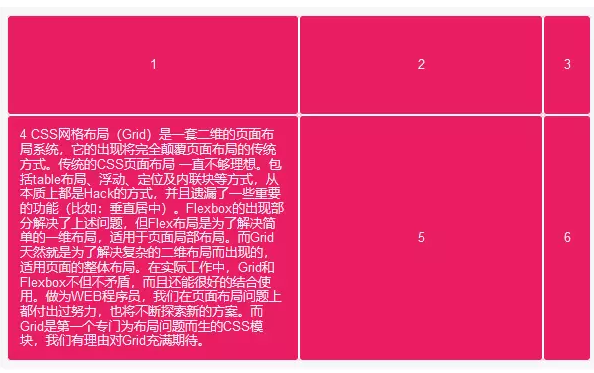 1
2
3
4 CSS网格布局（Grid）是一套二维的页面布
局系统，它的出现将完全颠覆页面布局的传统
方式。传统的CSS页面布局 一直不够理想。包
括table布局、浮动、定位及内联块等方式，从
本质上都是Hack的方式，并且遗漏了一些重要
的功能（比如：垂直居中）。Flexbox的出现部
分解决了上述问题，但Flex布局是为了解决简
单的一维布局，适用于页面局部布局。而Grid
天然就是为了解决复杂的二维布局而出现的，
适用页面的整体布局。在实际工作中，Grid和
Flexbox不但不矛盾，而且还能很好的结合使
用。做为WEB程序员，我们在页面布局问题上
都付出过努力，也将不断探索新的方案。而
Grid是第一个专门为布局问题而生的CSS模
块，我们有理由对Grid充满期待。
5
6